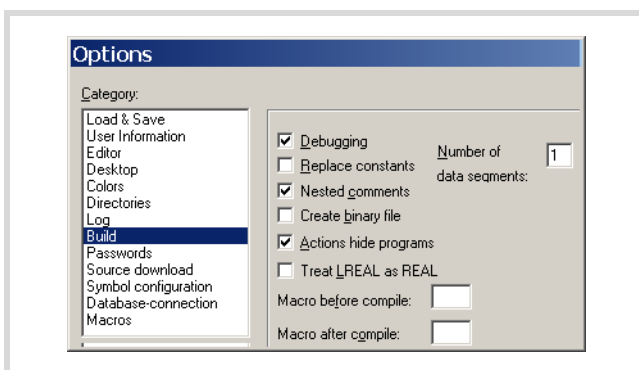 Options
Category:
Load & Save
User Information
Editor
Desktop
Colors
Directories
Log
Build
Passwords
Source download
Symbol configuration
Database-connection
Macros
Debugging
Replace constants
Nested comments
Create binary file
Actions hide programs
Treat LREAL as REAL
Macro before compile:
Macro after compile:
Number of
data segments:
1